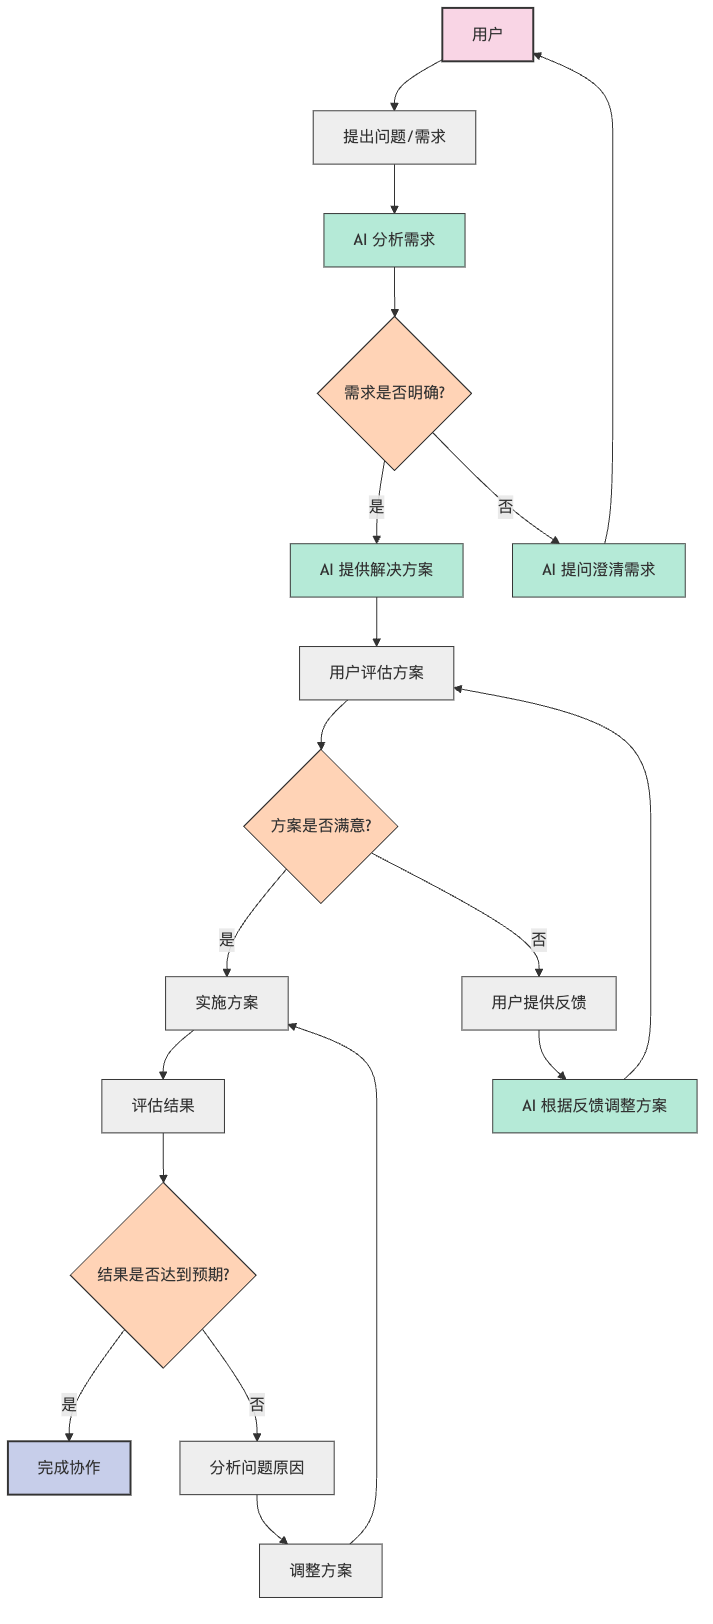 用户
提出问题/需求
AI 分析需求
需求是否明确?
是
否
AI 提供解决方案
AI 提问澄清需求
用户评估方案
方案是否满意?
是
否
实施方案
用户提供反馈
评估结果
AI 根据反馈调整方案
结果是否达到预期?
是
否
完成协作
分析问题原因
调整方案